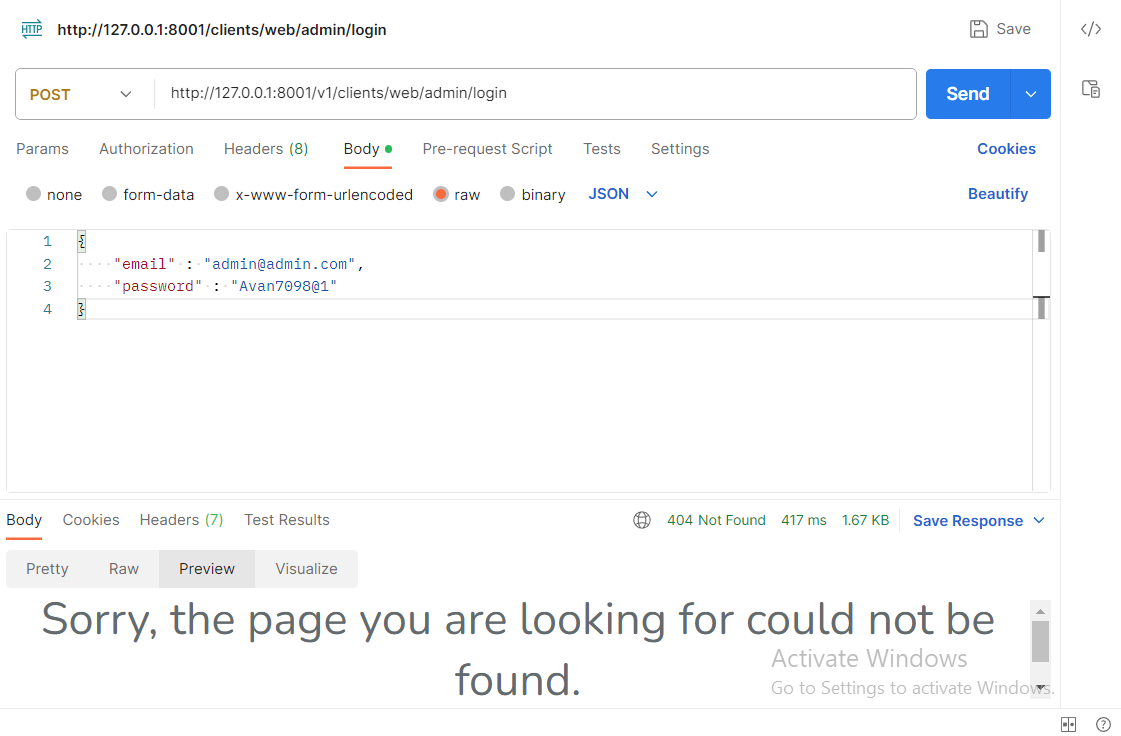 HTTP http://127.0.0.1:8001/clients/web/admin/login Save </>
POST http://127.0.0.1:8001/v1/clients/web/admin/login Send
Params Authorization Headers (8) Body Pre-request Script Tests Settings Cookies
none form-data x-www-form-urlencoded raw binary JSON Beautify
1 {
2 "email" : "admin@admin.com",
3 "password" : "Avan7098@1"
4 }
Body Cookies Headers (7) Test Results 404 Not Found 417 ms 1.67 KB Save Response
Pretty Raw Preview Visualize
Sorry, the page you are looking for could not be
found.
Activate Windows
Go to Settings to activate Windows.